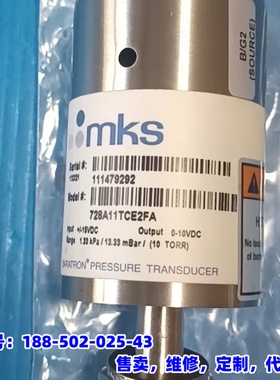 B/G2
(SOURCE)
mks
Serial #:
111479292
Model #:
728A11TCE2FA
Input +/-15VDC Output 0-10VDC
Range 1.33 kPa / 13.33 mBar / (10 TORR)
BARATRON® PRESSURE TRANSDUCER
号：188-502-025-43
售卖，维修，定制，代